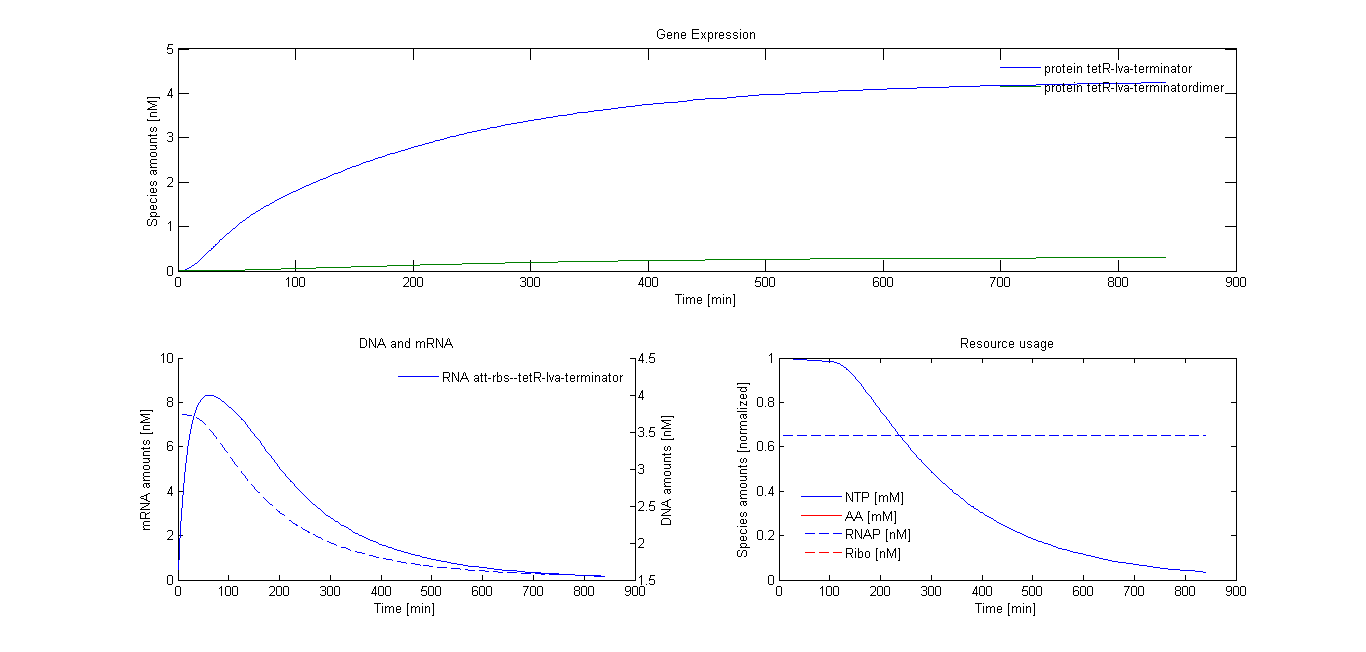 Gene Expression
5
4
3
2
1
0
Species amounts [nM]
protein tetR-lva-terminator
protein tetR-lva-terminatordimer
0 100 200 300 400 500 600 700 800 900
Time [min]
DNA and mRNA
10
8
6
4
2
0
mRNA amounts [nM]
RNA att-rbs--tetR-lva-terminator
4.5
4
3.5
3
2.5
2
1.5
DNA amounts [nM]
0 100 200 300 400 500 600 700 800 900
Time [min]
Resource usage
1
0.8
0.6
0.4
0.2
0
Species amounts [normalized]
NTP [mM]
AA [mM]
RNAP [nM]
Ribo [nM]
0 100 200 300 400 500 600 700 800 900
Time [min]